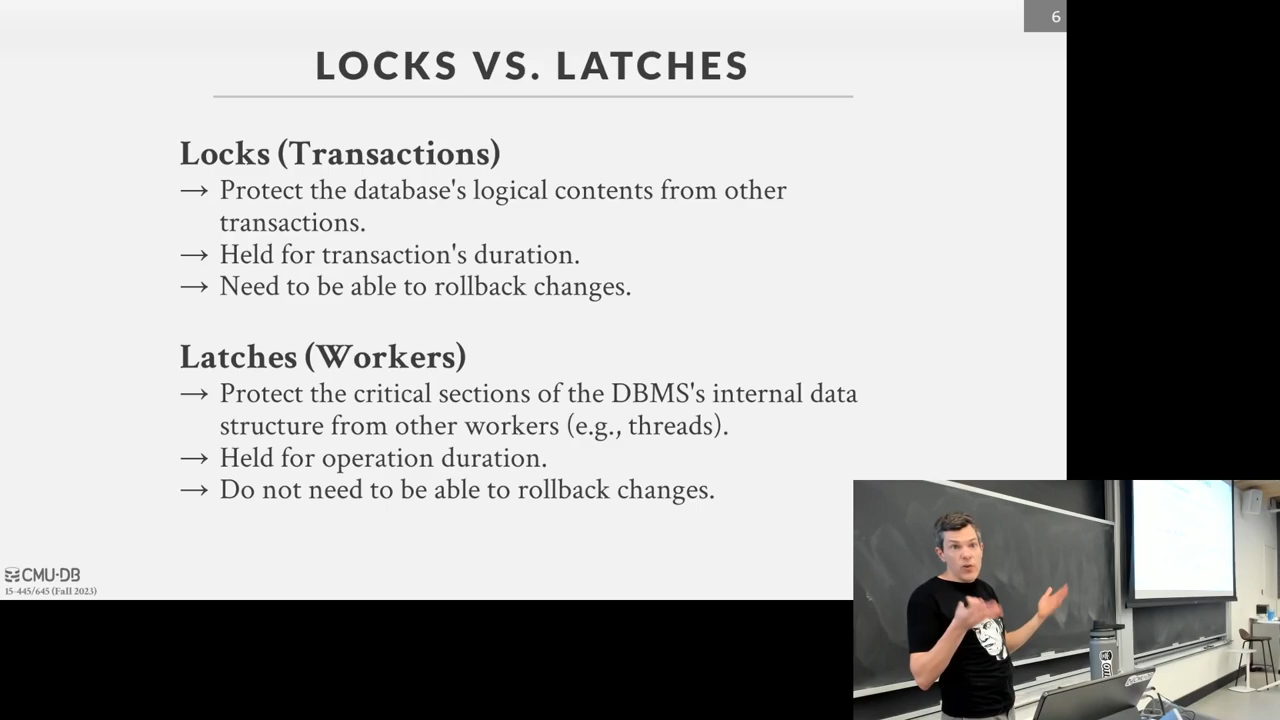 6
LOCKS VS. LATCHES
Locks (Transactions)
→ Protect the database's logical contents from other
transactions.
→ Held for transaction's duration.
→ Need to be able to rollback changes.
Latches (Workers)
→ Protect the critical sections of the DBMS's internal data
structure from other workers (e.g., threads).
→ Held for operation duration.
→ Do not need to be able to rollback changes.
CMU·DB
15-445/645 (Fall 2023)